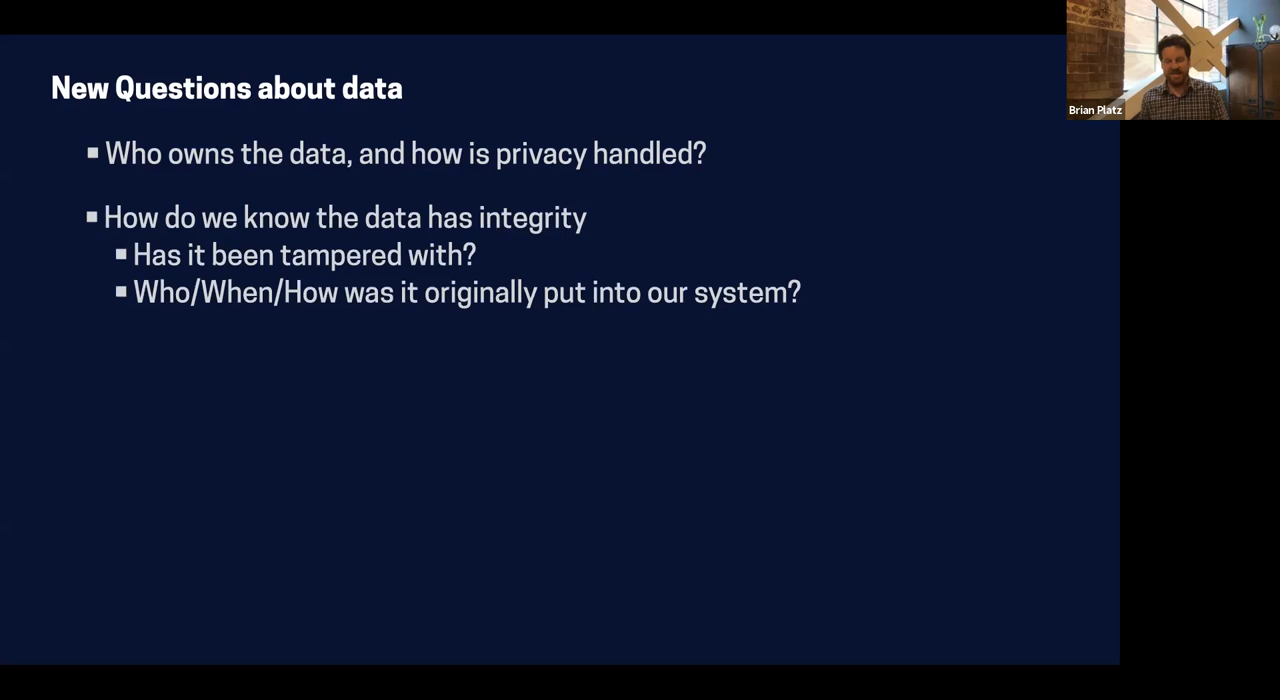 New Questions about data
Who owns the data, and how is privacy handled?
How do we know the data has integrity
Has it been tampered with?
Who/When/How was it originally put into our system?
Brian Platz